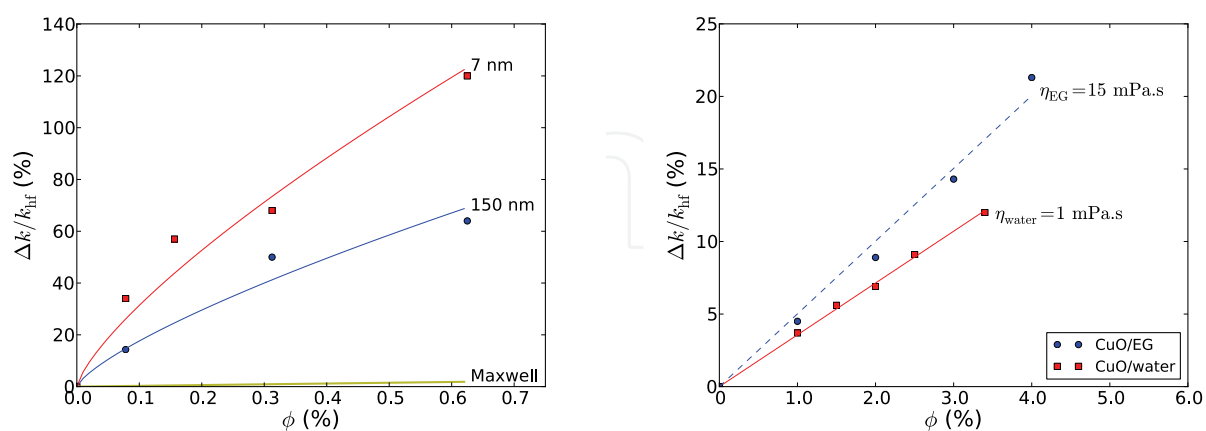 140
120
100
80
60
40
20
0
Δk/k_hf (%)
0.0 0.1 0.2 0.3 0.4 0.5 0.6 0.7
ϕ (%)
7 nm
150 nm
Maxwell
25
20
15
10
5
0
Δk/k_hf (%)
0.0 1.0 2.0 3.0 4.0 5.0 6.0
ϕ (%)
η_EG=15 mPa.s
η_water=1 mPa.s
CuO/EG
CuO/water